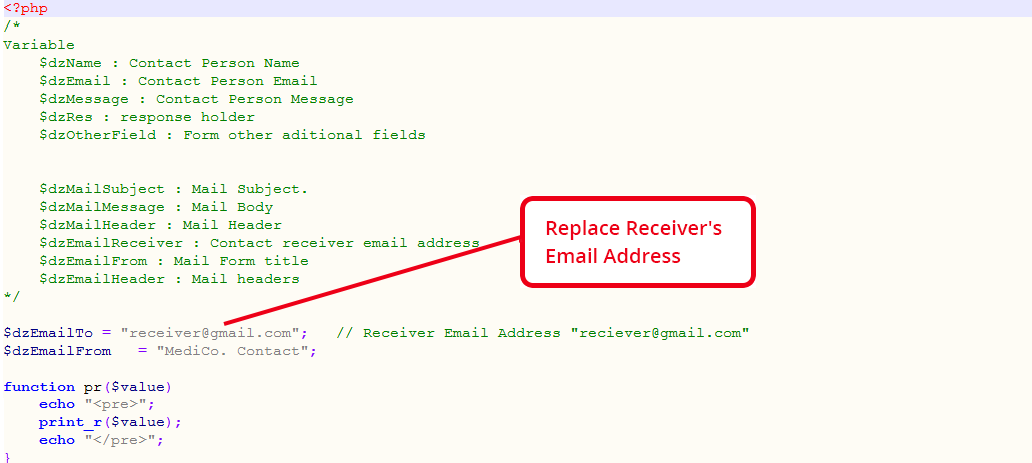 <?php
/*
Variable
    $dzName : Contact Person Name
    $dzEmail : Contact Person Email
    $dzMessage : Contact Person Message
    $dzRes : response holder
    $dzOtherField : Form other aditional fields
    $dzMailSubject : Mail Subject.
    $dzMailMessage : Mail Body
    $dzMailHeader : Mail Header
    $dzEmailReceiver : Contact receiver email address
    $dzEmailFrom : Mail Form title
    $dzEmailHeader : Mail headers
*/
Replace Receiver's
Email Address
$dzEmailTo = "receiver@gmail.com";   // Receiver Email Address "reciever@gmail.com"
$dzEmailFrom   = "MediCo. Contact";
function pr($value)
    echo "<pre>";
    print_r($value);
    echo "</pre>";
}